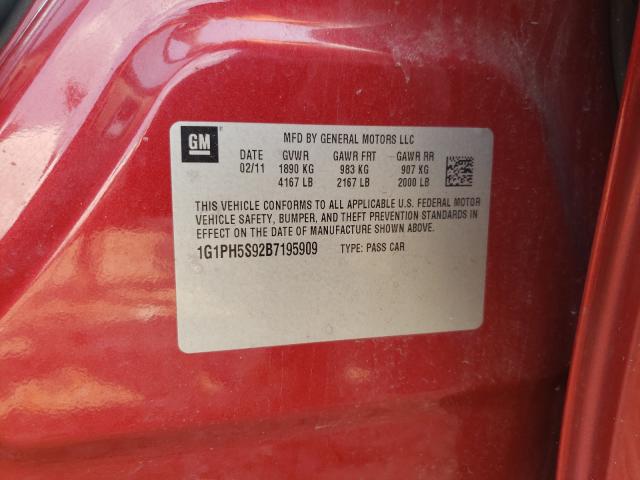 GM
MFD BY GENERAL MOTORS LLC
DATE GVWR GAWR FRT GAWR RR
02/11 1890 KG 983 KG 907 KG
4167 LB 2167 LB 2000 LB
THIS VEHICLE CONFORMS TO ALL APPLICABLE U.S. FEDERAL MOTOR
VEHICLE SAFETY, BUMPER, AND THEFT PREVENTION STANDARDS IN
EFFECT ON THE DATE OF MANUFACTURE SHOWN ABOVE.
1G1PH5S92B7195909 TYPE: PASS CAR